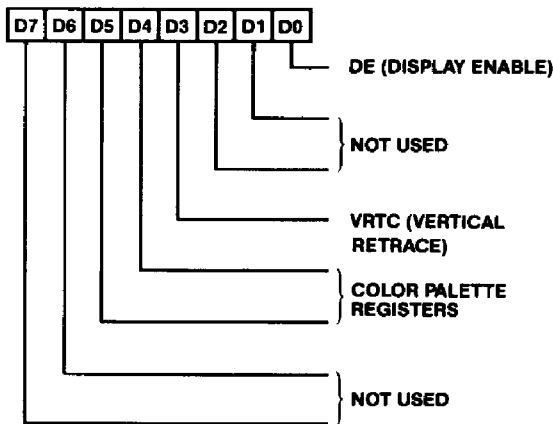 D7 D6 D5 D4 D3 D2 D1 D0
DE (DISPLAY ENABLE)
NOT USED
VRTC (VERTICAL
RETRACE)
COLOR PALETTE
REGISTERS
NOT USED